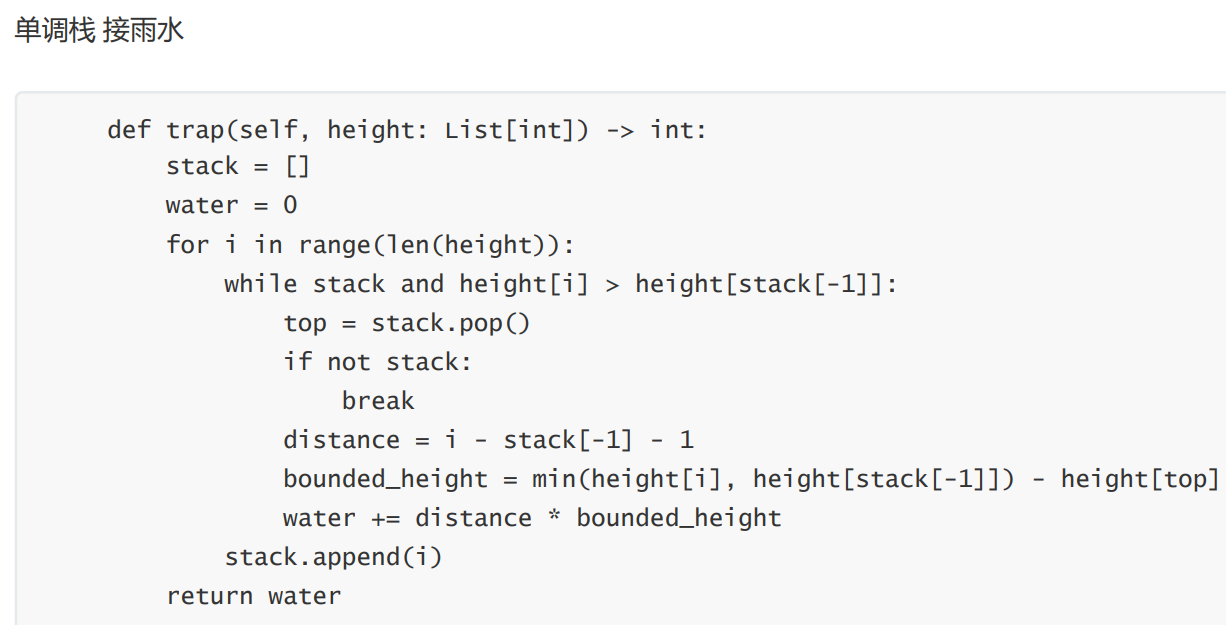 单调栈 接雨水
def trap(self, height: List[int]) -> int:
stack = []
water = 0
for i in range(len(height)):
while stack and height[i] > height[stack[-1]]:
top = stack.pop()
if not stack:
break
distance = i - stack[-1] - 1
bounded_height = min(height[i], height[stack[-1]]) - height[top]
water += distance * bounded_height
stack.append(i)
return water